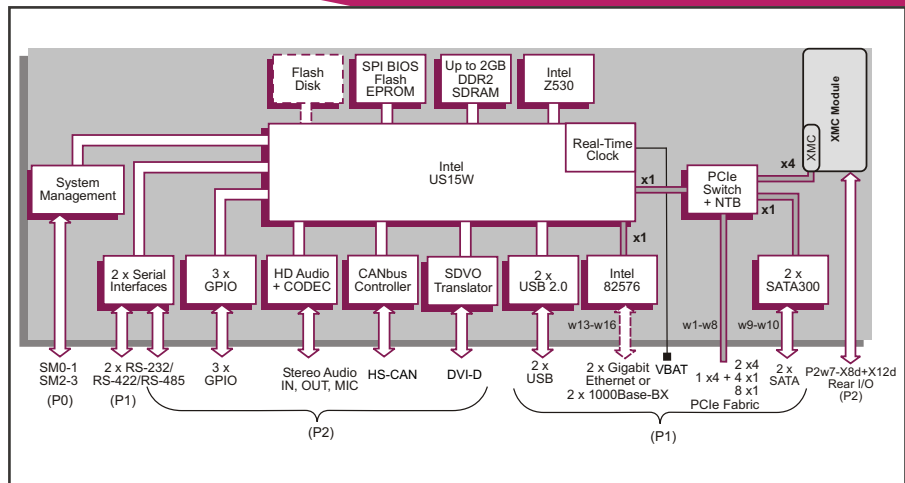 Flash
Disk
SPI BIOS
Flash
EPROM
Up to 2GB
DDR2
SDRAM
Intel
Z530
XMC Module
XMC
Real-Time
Clock
Intel
US15W
x4
x1
PCIe
Switch
+ NTB
x1
System
Management
x1
2 x Serial
Interfaces
3 x
GPIO
HD Audio
+ CODEC
CANbus
Controller
SDVO
Translator
2 x
USB 2.0
Intel
82576
2 x
SATA300
w13-w16
w1-w8
w9-w10
SM0-1
SM2-3
(P0)
2 x RS-232/
RS-422/RS-485
(P1)
3 x
GPIO
Stereo Audio
IN, OUT, MIC
HS-CAN
DVI-D
2 x
USB
2 x Gigabit
Ethernet or
2 x 1000Base-BX
VBAT
2 x4
1 x4 + 4 x1
8 x1
PCIe Fabric
2 x
SATA
P2w7-X8d+X12d
Rear I/O
(P2)
(P2)
(P1)